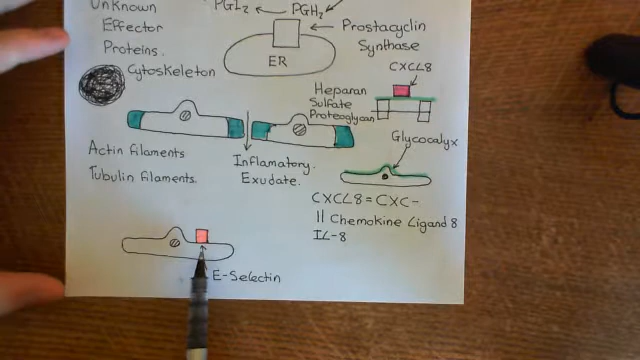 Unknown
Effector
Proteins.
PGI₂ ← PGH₂
Prostacyclin
Synthase
ER
Cytoskeleton
CXCL8
Heparan
Sulfate
Proteoglycan
Glycocalyx
Actin filaments
Tubulin filaments.
Inflamatory.
Exudate.
CXCL8 = CXC-
|| Chemokine Ligand 8
IL-8
E-Selectin